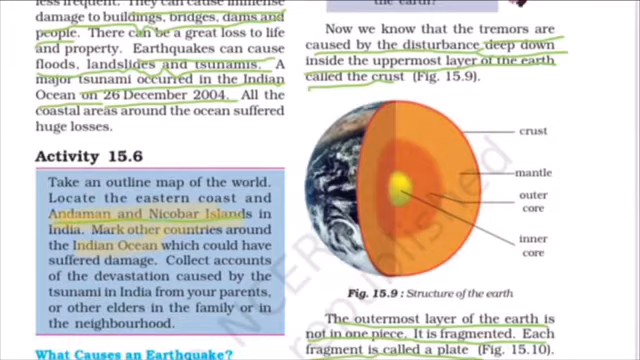 less frequent. They can cause immense
damage to buildings, bridges, dams and
people. There can be a great loss to life
and property. Earthquakes can cause
floods, landslides and tsunamis. A
major tsunami occurred in the Indian
Ocean on 26 December 2004. All the
coastal areas around the ocean suffered
huge losses.
Activity 15.6
Take an outline map of the world.
Locate the eastern coast and
Andaman and Nicobar Islands in
India. Mark other countries around
the Indian Ocean which could have
suffered damage. Collect accounts
of the devastation caused by the
tsunami in India from your parents,
or other elders in the family or in
the neighbourhood.
What Causes an Earthquake?
the earth?
Now we know that the tremors are
caused by the disturbance deep down
inside the uppermost layer of the earth
called the crust (Fig. 15.9).
crust
mantle
outer
core
inner
core
Fig. 15.9 : Structure of the earth
The outermost layer of the earth is
not in one piece. It is fragmented. Each
fragment is called a plate (Fig. 15.10).
republished